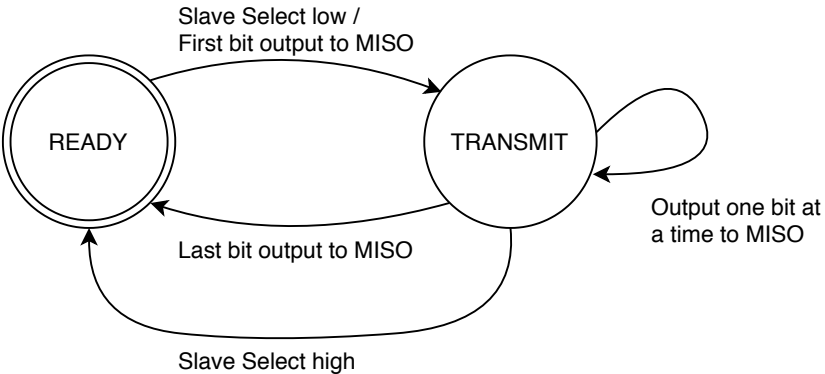 Slave Select low /
First bit output to MISO
READY
TRANSMIT
Output one bit at
a time to MISO
Last bit output to MISO
Slave Select high